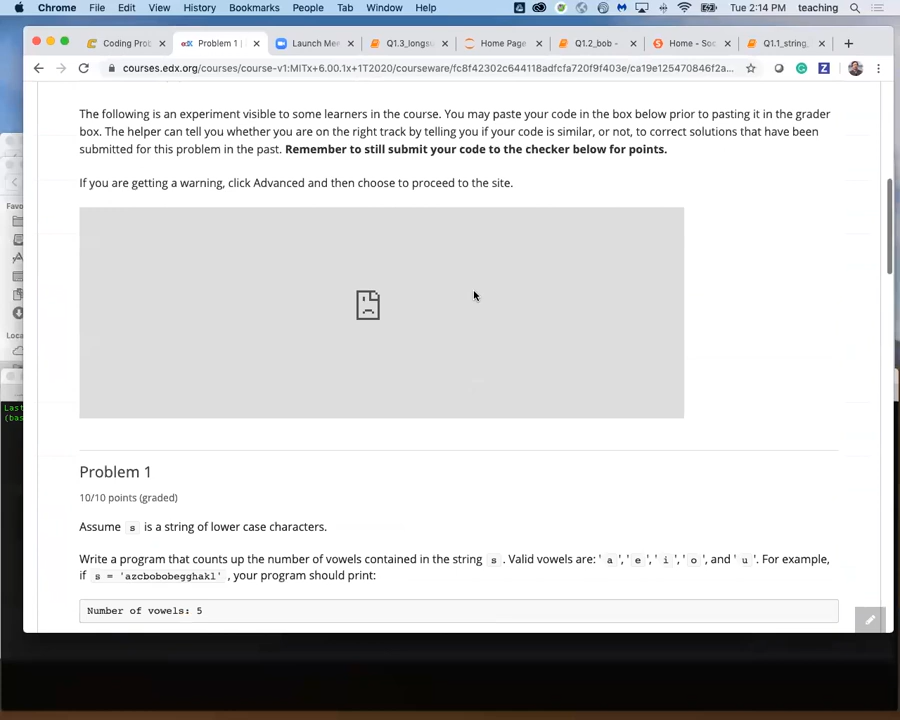 Chrome File Edit View History Bookmarks People Tab Window Help Tue 2:14 PM teaching
Coding Prob Problem 1 | Launch Mee Q1.3_longsu Home Page Q1.2_bob - Home - Soc Q1.1_string_
courses.edx.org/courses/course-v1:MITx+6.00.1x+1T2020/courseware/fc8f42302c644118adfcfa720f9f403e/ca19e125470846f2a...
The following is an experiment visible to some learners in the course. You may paste your code in the box below prior to pasting it in the grader
box. The helper can tell you whether you are on the right track by telling you if your code is similar, or not, to correct solutions that have been
submitted for this problem in the past. Remember to still submit your code to the checker below for points.
If you are getting a warning, click Advanced and then choose to proceed to the site.
Favo
Loca
Last
(bas
Problem 1
10/10 points (graded)
Assume s is a string of lower case characters.
Write a program that counts up the number of vowels contained in the string s. Valid vowels are: 'a', 'e', 'i', 'o', and 'u'. For example,
if s = 'azcbobobegghakl', your program should print:
Number of vowels: 5